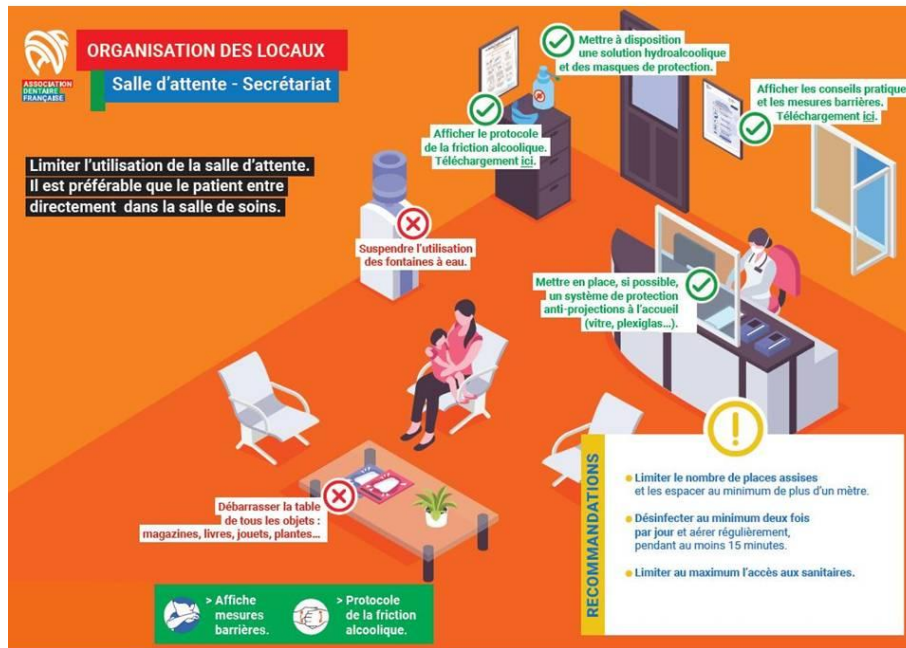 ASSOCIATION
DENTAIRE
FRANÇAISE
ORGANISATION DES LOCAUX
Salle d’attente - Secrétariat
Limiter l’utilisation de la salle d’attente.
Il est préférable que le patient entre
directement dans la salle de soins.
Mettre à disposition
une solution hydroalcoolique
et des masques de protection.
Afficher les conseils pratique
et les mesures barrières.
Téléchargement ici.
Afficher le protocole
de la friction alcoolique.
Téléchargement ici.
Suspendre l’utilisation
des fontaines à eau.
Mettre en place, si possible,
un système de protection
anti-projections à l’accueil
(vitre, plexiglas...).
Débarrasser la table
de tous les objets :
magazines, livres, jouets, plantes...
RECOMMANDATIONS
Limiter le nombre de places assises
et les espacer au minimum de plus d’un mètre.
Désinfecter au minimum deux fois
par jour et aérer régulièrement,
pendant au moins 15 minutes.
Limiter au maximum l’accès aux sanitaires.
> Affiche
mesures
barrières.
> Protocole
de la friction
alcoolique.